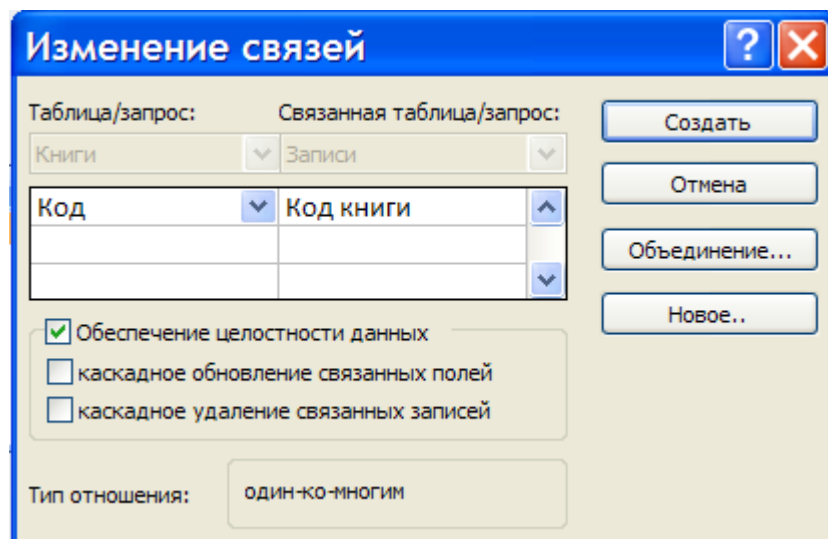 Изменение связей
Таблица/запрос: Связанная таблица/запрос:
Книги Записи
Код Код книги
Обеспечение целостности данных
каскадное обновление связанных полей
каскадное удаление связанных записей
Тип отношения: один-ко-многим
Создать
Отмена
Объединение...
Новое..